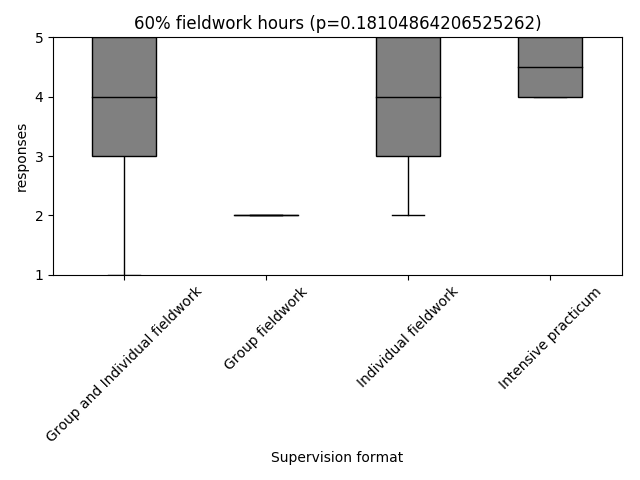 60% fieldwork hours (p=0.18104864206525262)
5
4
3
2
1
responses
Group and Individual fieldwork
Group fieldwork
Individual fieldwork
Intensive practicum
Supervision format